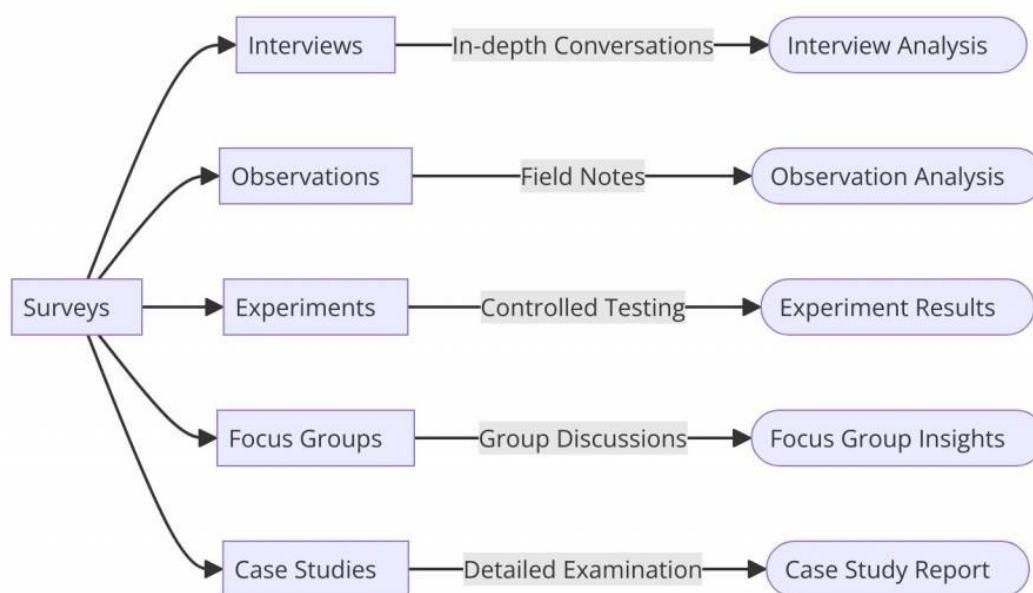 Interviews
In-depth Conversations
Interview Analysis
Observations
Field Notes
Observation Analysis
Surveys
Experiments
Controlled Testing
Experiment Results
Focus Groups
Group Discussions
Focus Group Insights
Case Studies
Detailed Examination
Case Study Report